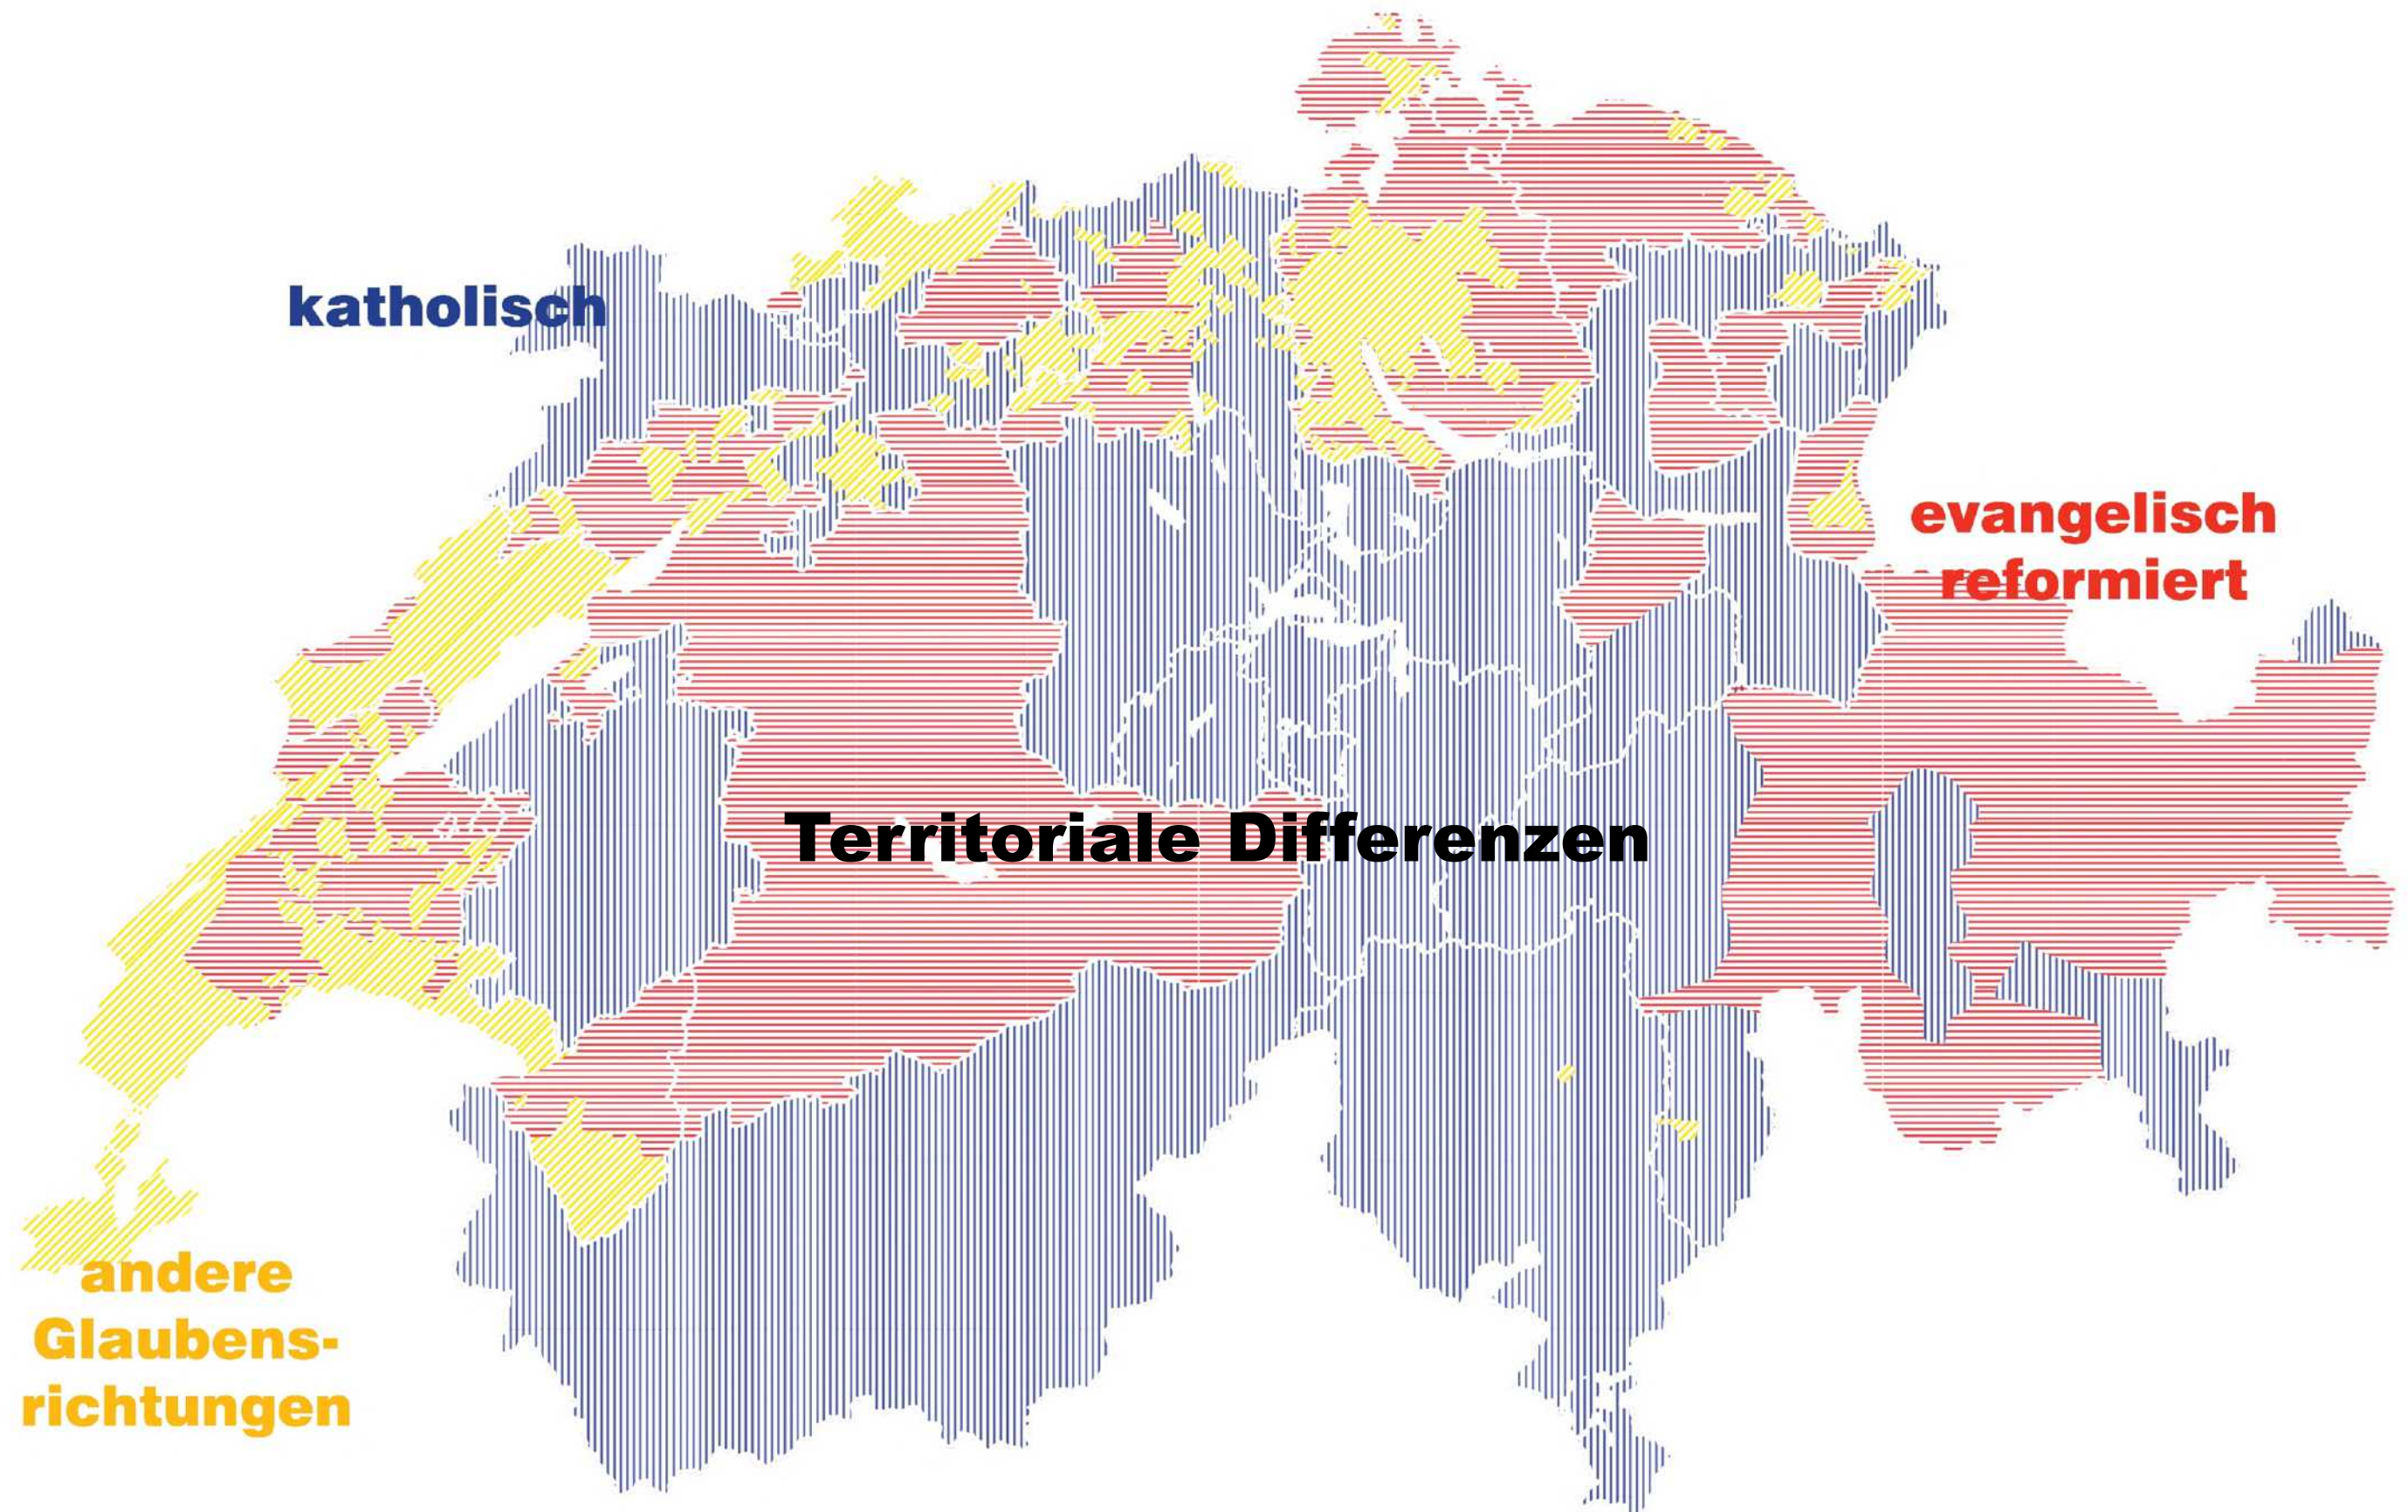 katholisch
evangelisch
reformiert
Territoriale Differenzen
andere
Glaubens-
richtungen